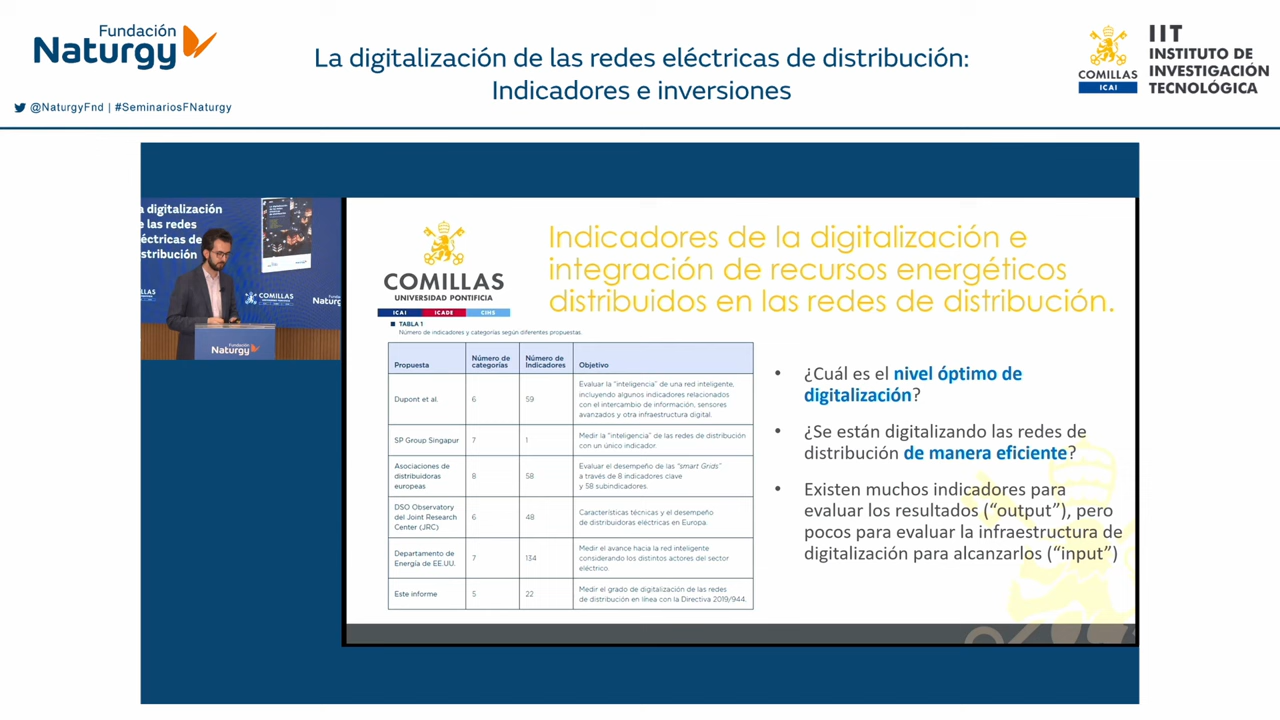 Fundación
Naturgy
@NaturgyFnd | #SeminariosFNaturgy
La digitalización de las redes eléctricas de distribución:
Indicadores e inversiones
COMILLAS
ICAI
IIT
INSTITUTO DE
INVESTIGACIÓN
TECNOLÓGICA
a digitalización
e las redes
éctricas de
stribución
COMILLAS
Naturgy
Fundación
Naturgy
COMILLAS
UNIVERSIDAD PONTIFICIA
ICAI ICADE CIHS
Indicadores de la digitalización e
integración de recursos energéticos
distribuidos en las redes de distribución.
TABLA 1
Número de indicadores y categorías según diferentes propuestas.
Propuesta
Número de
categorías
Número de
Indicadores
Objetivo
Dupont et al.
6
59
Evaluar la “inteligencia” de una red inteligente,
incluyendo algunos indicadores relacionados
con el intercambio de información, sensores
avanzados y otra infraestructura digital.
SP Group Singapur
7
1
Medir la “inteligencia” de las redes de distribución
con un único indicador.
Asociaciones de
distribuidoras
europeas
8
58
Evaluar el desempeño de las “smart Grids”
a través de 8 indicadores clave
y 58 subindicadores.
DSO Observatory
del Joint Research
Center (JRC)
6
48
Características técnicas y el desempeño
de distribuidoras eléctricas en Europa.
Departamento de
Energía de EE.UU.
7
134
Medir el avance hacia la red inteligente
considerando los distintos actores del sector
eléctrico.
Este informe
5
22
Medir el grado de digitalización de las redes
de distribución en línea con la Directiva 2019/944.
• ¿Cuál es el nivel óptimo de
digitalización?
• ¿Se están digitalizando las redes de
distribución de manera eficiente?
• Existen muchos indicadores para
evaluar los resultados (“output”), pero
pocos para evaluar la infraestructura de
digitalización para alcanzarlos (“input”)